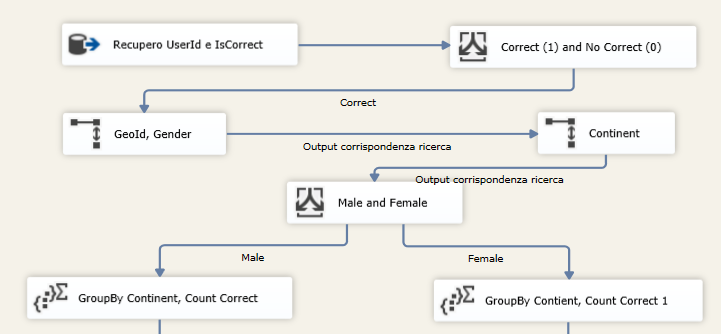 Recupero UserId e IsCorrect
Correct (1) and No Correct (0)
Correct
GeoId, Gender
Output corrispondenza ricerca
Continent
Output corrispondenza ricerca
Male and Female
Male
Female
GroupBy Continent, Count Correct
GroupBy Contient, Count Correct 1